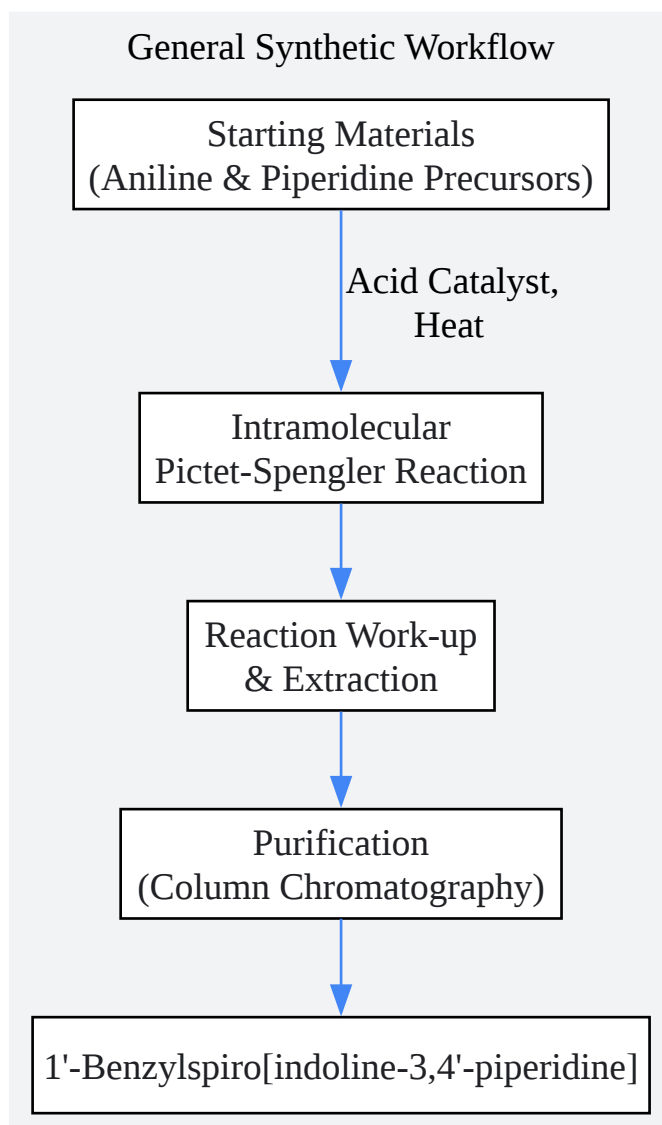 General Synthetic Workflow
Starting Materials
(Aniline & Piperidine Precursors)
Acid Catalyst,
Heat
Intramolecular
Pictet-Spengler Reaction
Reaction Work-up
& Extraction
Purification
(Column Chromatography)
1'-Benzylspiro[indoline-3,4'-piperidine]